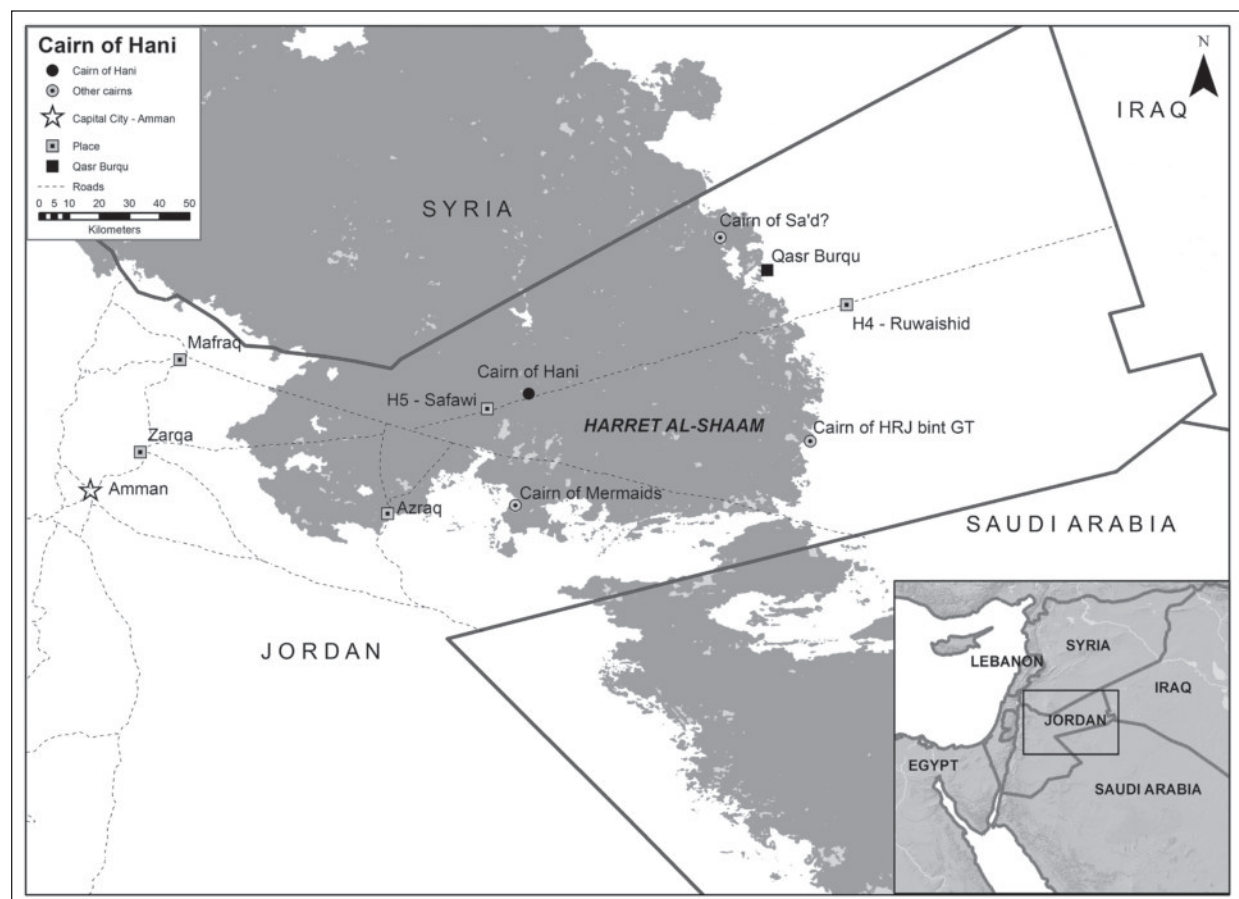 Cairn of Hani
Cairn of Hani
Other cairns
Capital City - Amman
Place
Qasr Burqu
Roads
0 5 10 20 30 40 50
Kilometers
N
IRAQ
SYRIA
Cairn of Sa'd?
Qasr Burqu
H4 - Ruwaishid
Mafraq
Cairn of Hani
H5 - Safawi
HARRET AL-SHAAM
Cairn of HRJ bint GT
Zarqa
Amman
Azraq
Cairn of Mermaids
SAUDI ARABIA
JORDAN
SYRIA
LEBANON
IRAQ
JORDAN
EGYPT
SAUDI ARABIA